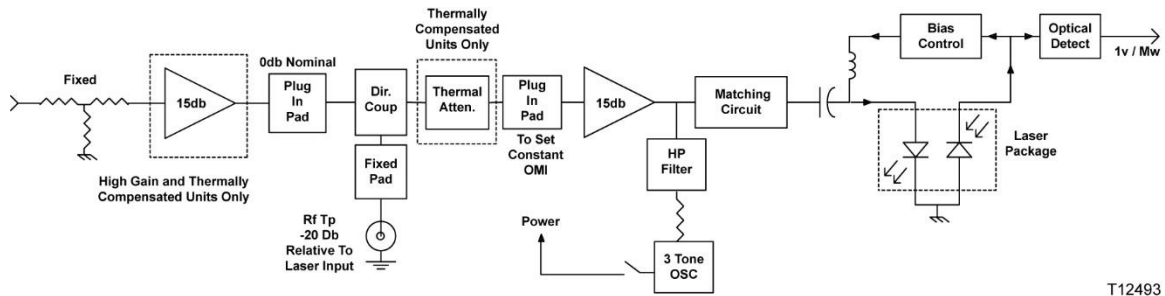 Fixed
15db
High Gain and Thermally
Compensated Units Only
0db Nominal
Plug
In
Pad
Dir.
Coup
Fixed
Pad
Rf Tp
-20 Db
Relative To
Laser Input
Thermally
Compensated
Units Only
Thermal
Atten.
Plug
In
Pad
To Set
Constant
OMI
15db
HP
Filter
Power
3 Tone
OSC
Matching
Circuit
Bias
Control
Optical
Detect
1v / Mw
Laser
Package
T12493